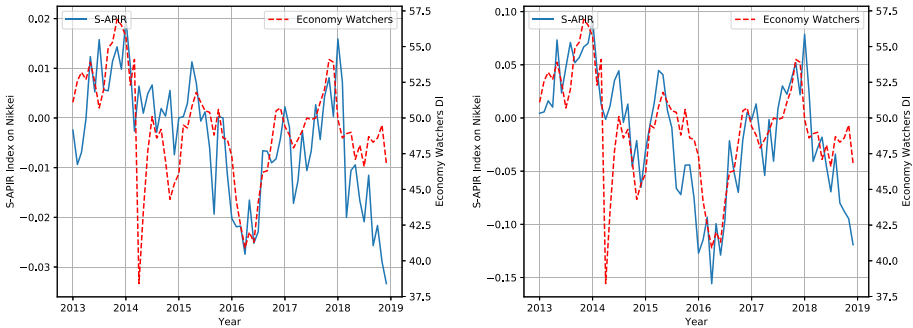 S-APIR
Economy Watchers
0.02
0.01
0.00
−0.01
−0.02
−0.03
S-APIR Index on Nikkei
57.5
55.0
52.5
50.0
47.5
45.0
42.5
40.0
37.5
Economy Watchers DI
2013 2014 2015 2016 2017 2018 2019
Year
S-APIR
Economy Watchers
0.10
0.05
0.00
−0.05
−0.10
−0.15
S-APIR Index on Nikkei
57.5
55.0
52.5
50.0
47.5
45.0
42.5
40.0
37.5
Economy Watchers DI
2013 2014 2015 2016 2017 2018 2019
Year